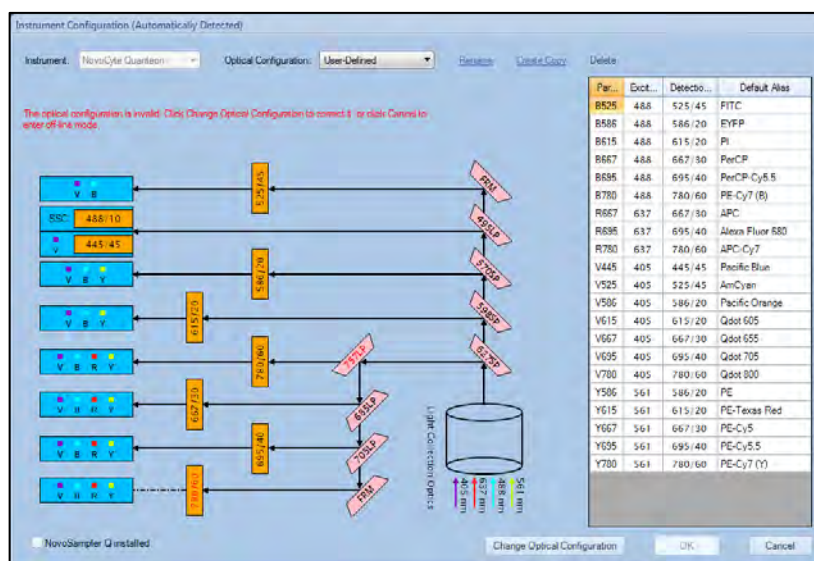 Instrument Configuration (Automatically Detected)
Instrument: NovoCyte Quanteon Optical Configuration: User-Defined Rename Create Copy Delete
The optical configuration is invalid. Click Change Optical Configuration to correct it or click Cancel to
enter off-line mode.
Par... Excit... Detectio... Default Alias
B525 488 525/45 FITC
B586 488 586/20 EYFP
B615 488 615/20 PI
B667 488 667/30 PerCP
B695 488 695/40 PerCP-Cy5.5
B780 488 780/60 PE-Cy7 (B)
R667 637 667/30 APC
R695 637 695/40 Alexa Fluor 680
R780 637 780/60 APC-Cy7
V445 405 445/45 Pacific Blue
V525 405 525/45 AmCyan
V586 405 586/20 Pacific Orange
V615 405 615/20 Qdot 605
V667 405 667/30 Qdot 655
V695 405 695/40 Qdot 705
V780 405 780/60 Qdot 800
Y586 561 586/20 PE
Y615 561 615/20 PE-Texas Red
Y667 561 667/30 PE-Cy5
Y695 561 695/40 PE-Cy5.5
Y780 561 780/60 PE-Cy7 (Y)
V B
525/45
FRM
SSC 488/10
V 445/45
495LP
V B Y
586/20
570SP
V B Y
615/20
598SP
V B R Y
780/60
757LP
627SP
V B R Y
667/30
685LP
V B R Y
695/40
705LP
V B R Y
780/60
FRM
Light Collection Optics
405 nm
637 nm
488 nm
561 nm
NovoSampler Q installed
Change Optical Configuration
OK
Cancel